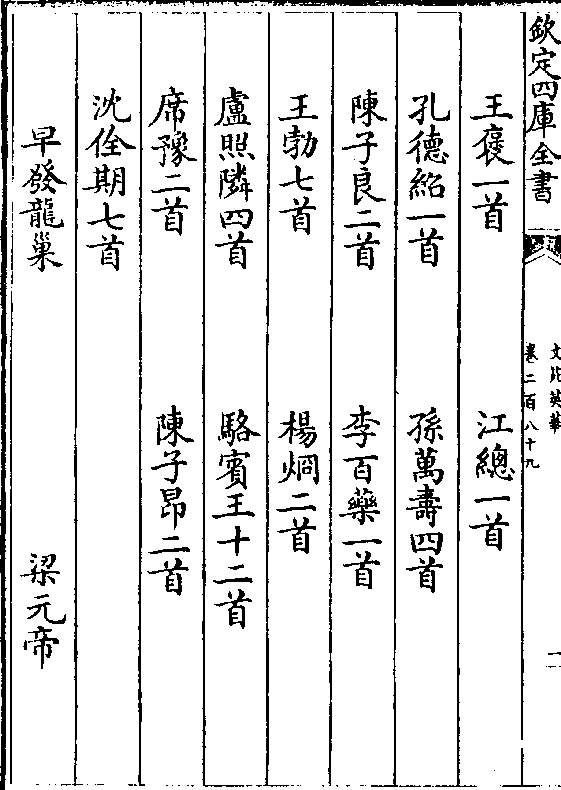 欽定四庫全書
文苑英華
卷二百八十九
二
王褒一首 江總一首
孔德紹一首 孫萬壽四首
陳子良二首 李百藥一首
王勃七首 楊烱二首
盧照隣四首 駱賓王十二首
席豫二首 陳子昂二首
沈佺期七首
早發龍巢 梁元帝